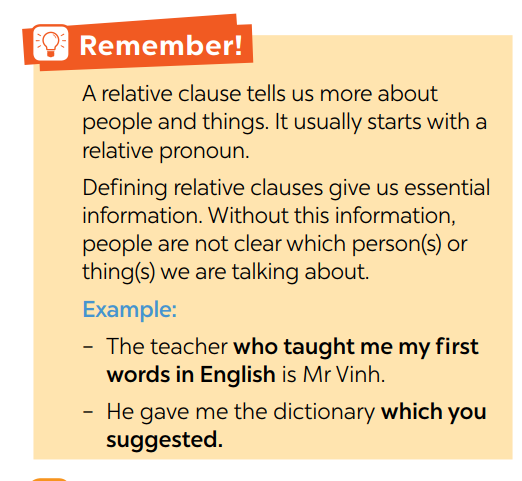 Remember!
A relative clause tells us more about
people and things. It usually starts with a
relative pronoun.
Defining relative clauses give us essential
information. Without this information,
people are not clear which person(s) or
thing(s) we are talking about.
Example:
– The teacher who taught me my first
words in English is Mr Vinh.
– He gave me the dictionary which you
suggested.